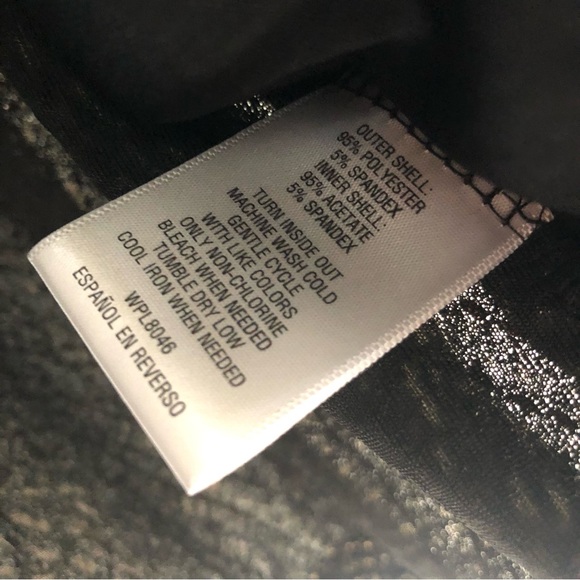 OUTER SHELL:
95% POLYESTER
5% SPANDEX
INNER SHELL:
95% ACETATE
5% SPANDEX
TURN INSIDE OUT
MACHINE WASH COLD
GENTLE CYCLE
WITH LIKE COLORS
ONLY NON-CHLORINE
BLEACH WHEN NEEDED
TUMBLE DRY LOW
COOL IRON WHEN NEEDED
WPL8046
ESPAÑOL EN REVERSO